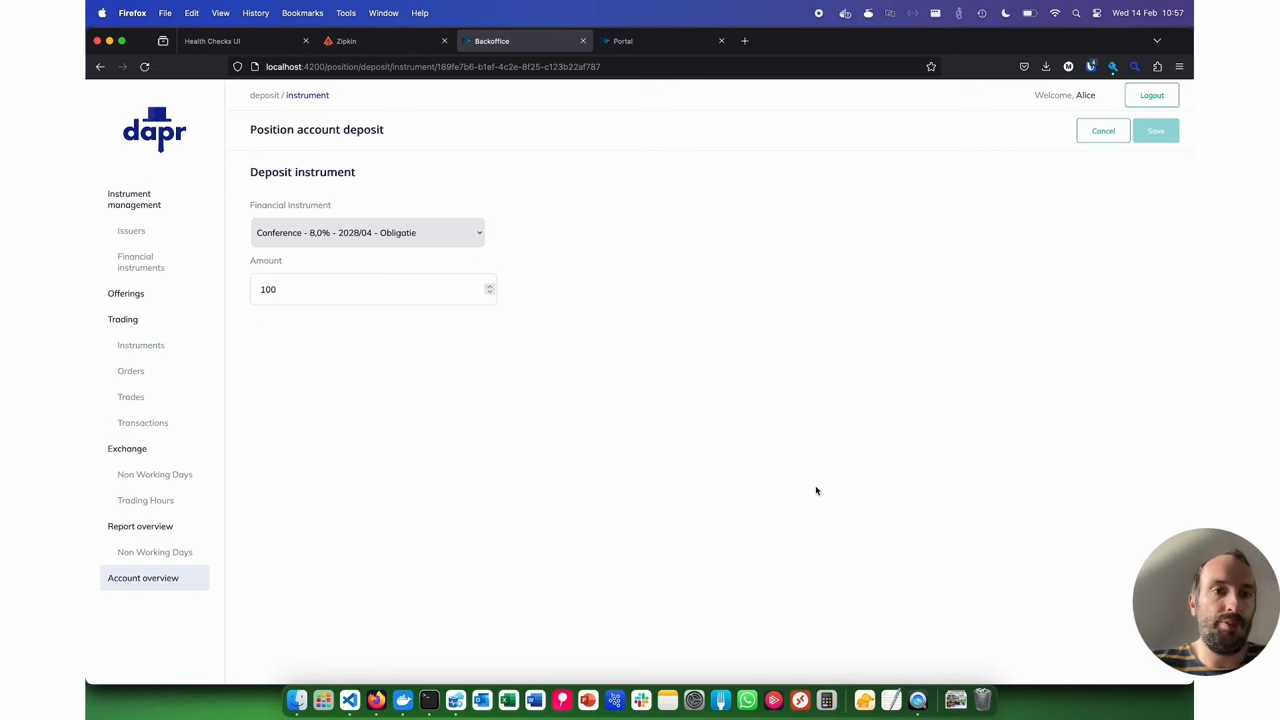 Firefox File Edit View History Bookmarks Tools Window Help Wed 14 Feb 10:57
Health Checks UI Zipkin Backoffice Portal
localhost:4200/position/deposit/instrument/189fe7b6-b1ef-4c2e-8f25-c123b22af787
deposit / instrument Welcome, Alice Logout
dapr
Position account deposit Cancel Save
Deposit instrument
Instrument
management
Financial Instrument
Issuers
Conference - 8,0% - 2028/04 - Obligatie
Financial
instruments
Amount
Offerings
100
Trading
Instruments
Orders
Trades
Transactions
Exchange
Non Working Days
Trading Hours
Report overview
Non Working Days
Account overview